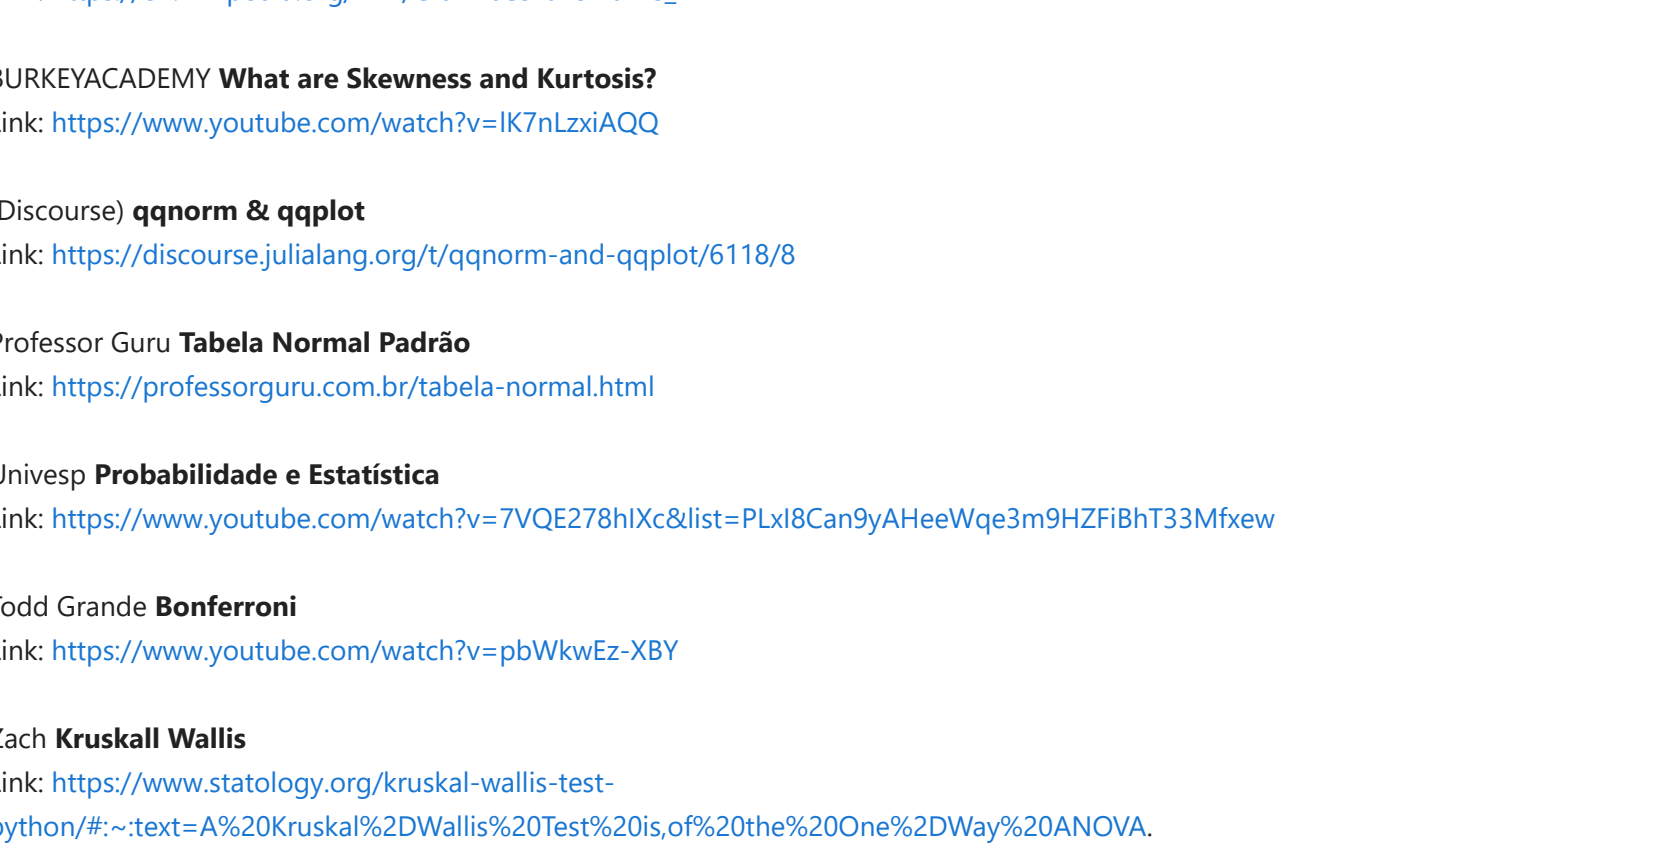 BURKEYACADEMY What are Skewness and Kurtosis?
Link: https://www.youtube.com/watch?v=lK7nLzxiAQQ
(Discourse) qqnorm & qqplot
Link: https://discourse.julialang.org/t/qqnorm-and-qqplot/6118/8
Professor Guru Tabela Normal Padrão
Link: https://professorguru.com.br/tabela-normal.html
Univesp Probabilidade e Estatística
Link: https://www.youtube.com/watch?v=7VQE278hIXc&list=PLxI8Can9yAHeeWqe3m9HZFiBhT33Mfxew
Todd Grande Bonferroni
Link: https://www.youtube.com/watch?v=pbWkwEz-XBY
Zach Kruskall Wallis
Link: https://www.statology.org/kruskal-wallis-test-
python/#:~:text=A%20Kruskal%2DWallis%20Test%20is,of%20the%20One%2DWay%20ANOVA.